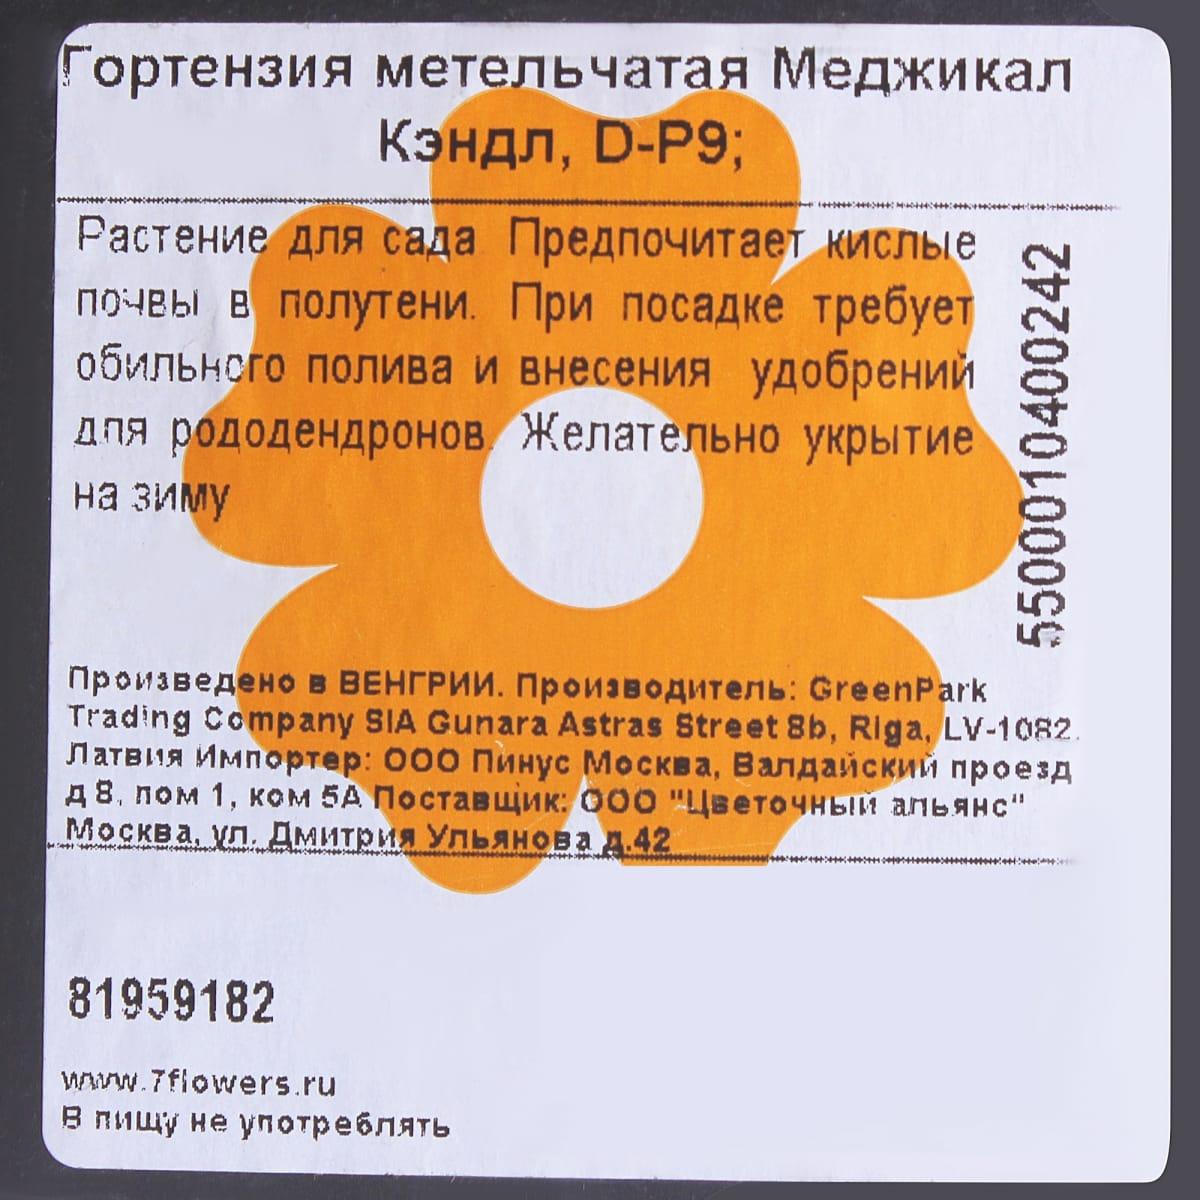 Гортензия метельчатая Меджикал
Кэндл, D-P9;
Растение для сада. Предпочитает кислые
почвы в полутени. При посадке требует
обильного полива и внесения удобрений
для рододендронов. Желательно укрытие
на зиму
5500010400242
Произведено в ВЕНГРИИ. Производитель: GreenPark
Trading Company SIA Gunara Astras Street 8b, Riga, LV-1082.
Латвия Импортер: ООО Пинус Москва, Валдайский проезд
д 8, пом 1, ком 5А Поставщик: ООО "Цветочный альянс"
Москва, ул. Дмитрия Ульянова д.42
81959182
www.7flowers.ru
В пищу не употреблять